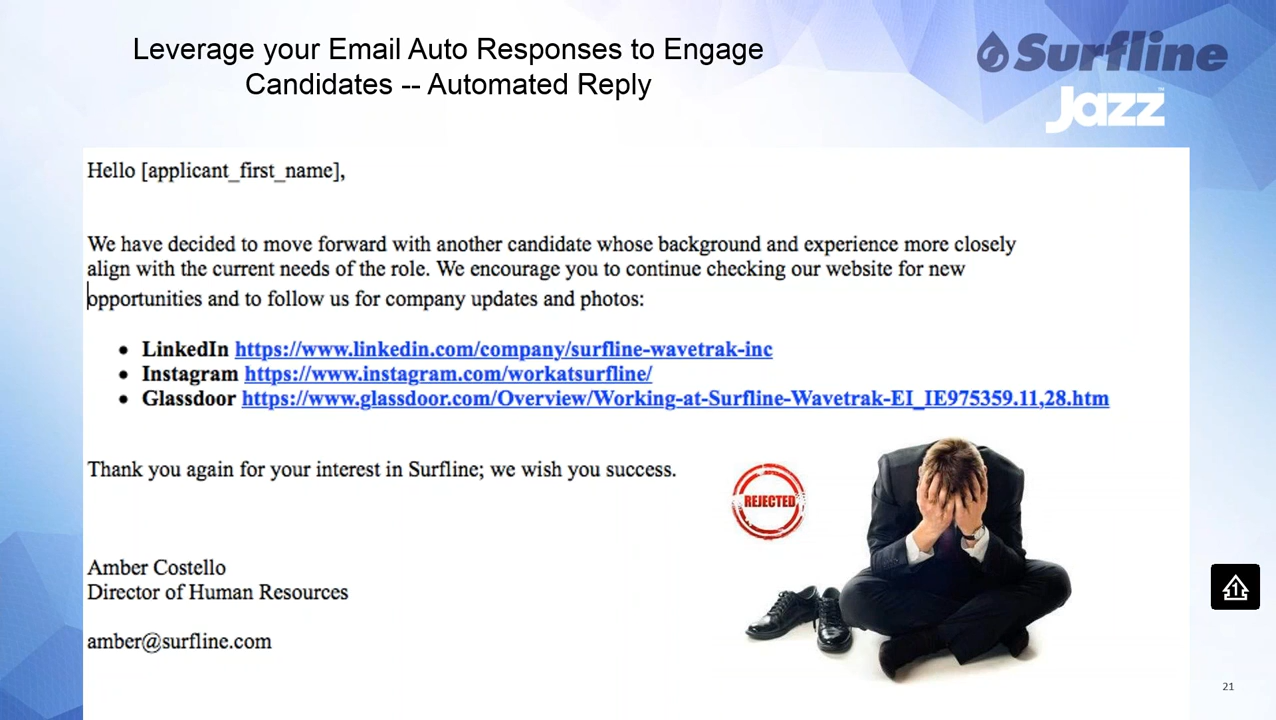 Leverage your Email Auto Responses to Engage
Candidates -- Automated Reply
Surfline
Jazz
Hello [applicant_first_name],
We have decided to move forward with another candidate whose background and experience more closely
align with the current needs of the role. We encourage you to continue checking our website for new
opportunities and to follow us for company updates and photos:
• LinkedIn https://www.linkedin.com/company/surfline-wavetrak-inc
• Instagram https://www.instagram.com/workatsurfline/
• Glassdoor https://www.glassdoor.com/Overview/Working-at-Surfline-Wavetrak-EI_IE975359.11,28.htm
Thank you again for your interest in Surfline; we wish you success.
REJECTED
Amber Costello
Director of Human Resources
amber@surfline.com
1
21